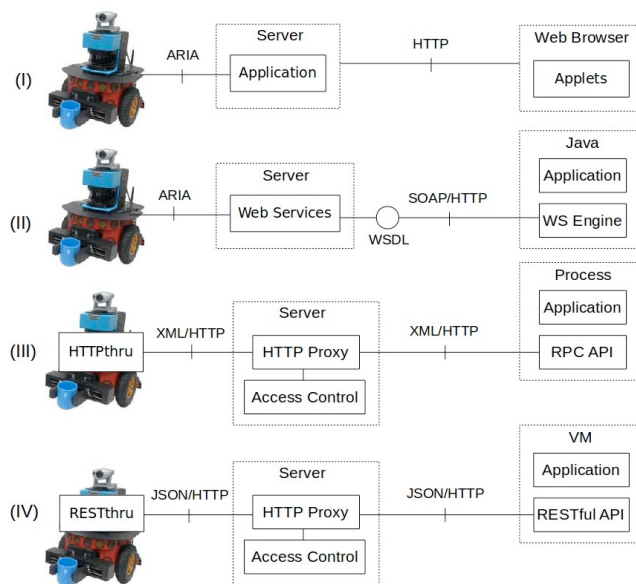 (I)
ARIA
Server
Application
HTTP
Web Browser
Applets
(II)
ARIA
Server
Web Services
WSDL
SOAP/HTTP
Java
Application
WS Engine
(III)
HTTPthru
XML/HTTP
Server
HTTP Proxy
Access Control
XML/HTTP
Process
Application
RPC API
(IV)
RESTthru
JSON/HTTP
Server
HTTP Proxy
Access Control
JSON/HTTP
VM
Application
RESTful API